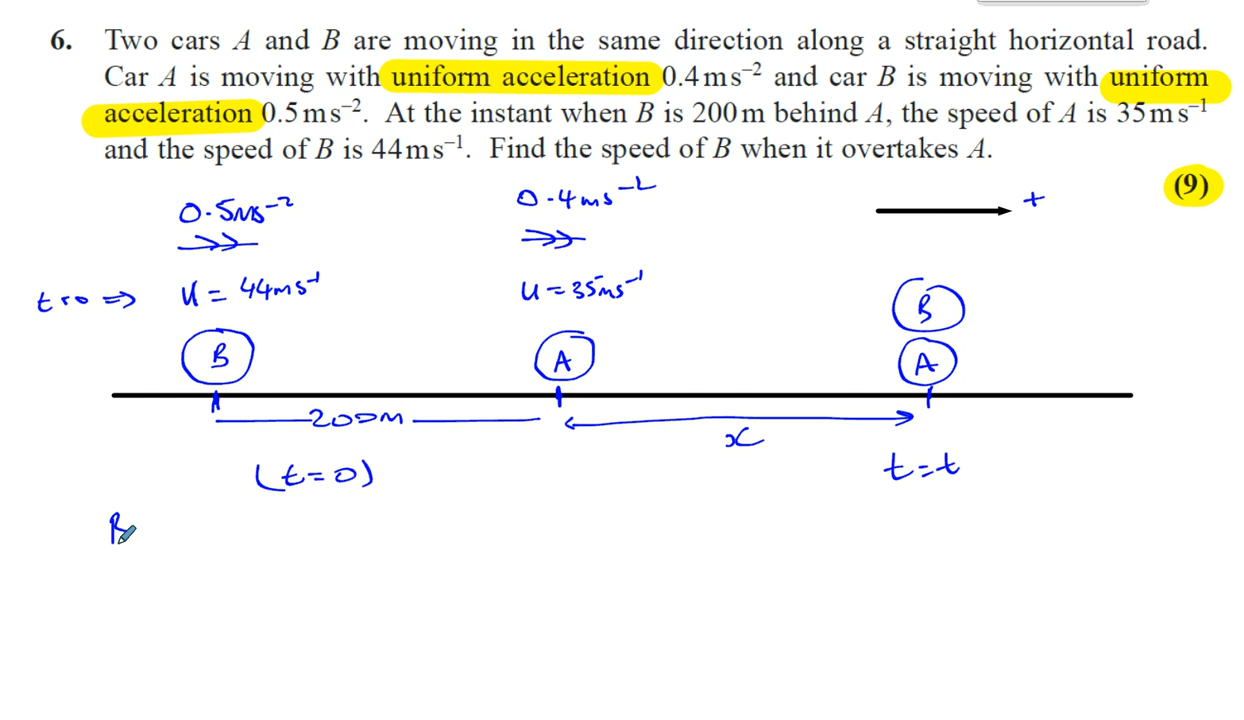 6. Two cars A and B are moving in the same direction along a straight horizontal road.
Car A is moving with uniform acceleration 0.4 m s⁻² and car B is moving with uniform
acceleration 0.5 m s⁻². At the instant when B is 200 m behind A, the speed of A is 35 m s⁻¹
and the speed of B is 44 m s⁻¹. Find the speed of B when it overtakes A.
(9)
0.5ms⁻² 0.4ms⁻² +
t=0 ⇒ u = 44ms⁻¹ u = 35ms⁻¹
B
B A A
200m
x
(t=0) t=t
B